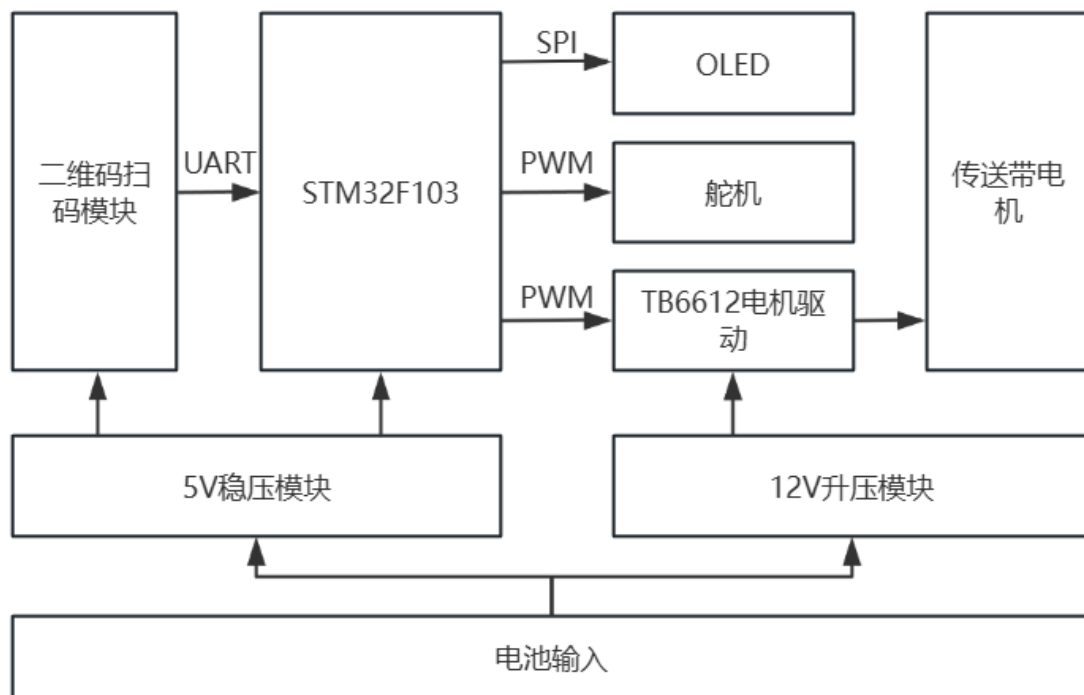 二维码扫
码模块
UART
STM32F103
SPI
OLED
PWM
舵机
PWM
TB6612电机驱
动
传送带电
机
5V稳压模块
12V升压模块
电池输入